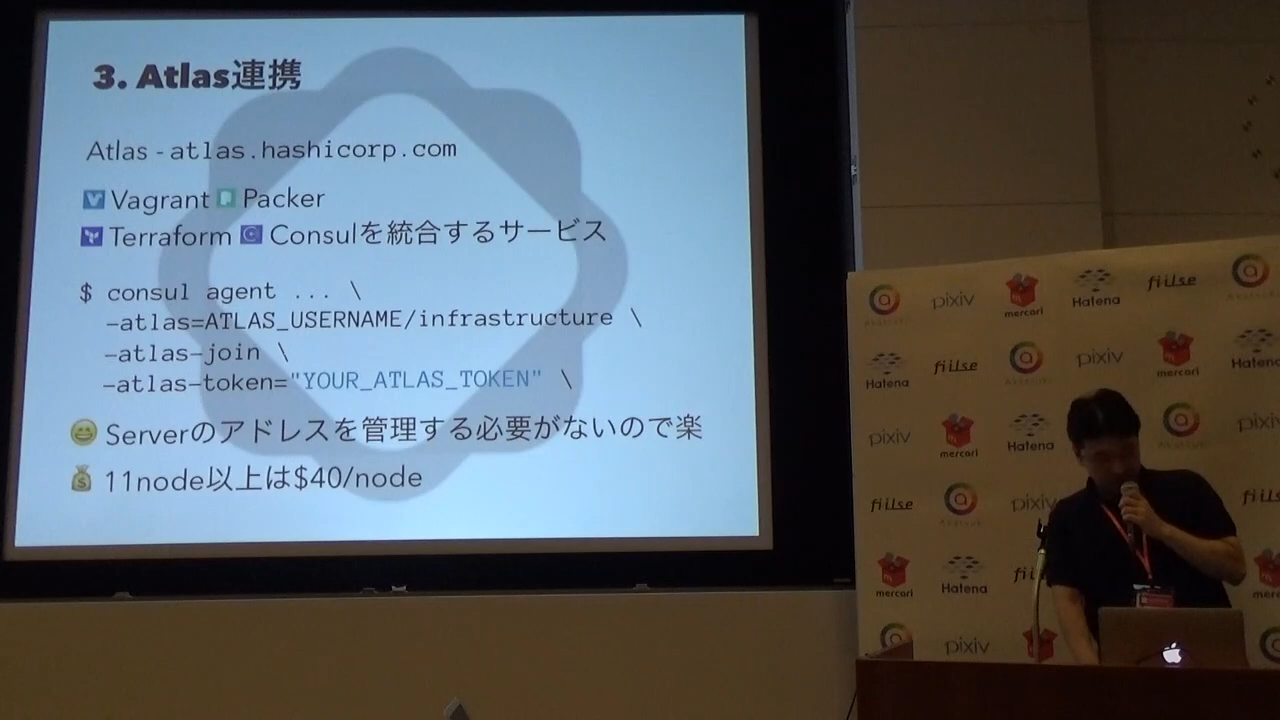 3. Atlas連携
Atlas - atlas.hashicorp.com
Vagrant Packer
Terraform Consulを統合するサービス
$ consul agent ... \
-atlas=ATLAS_USERNAME/infrastructure \
-atlas-join \
-atlas-token="YOUR_ATLAS_TOKEN" \
Serverのアドレスを管理する必要がないので楽
11node以上は$40/node
pixiv mercari Hatena fiilse
Hatena fiilse pixiv mercari Hatena
pixiv mercari Hatena pixiv
fiilse pixiv
mercari Hatena
pixiv